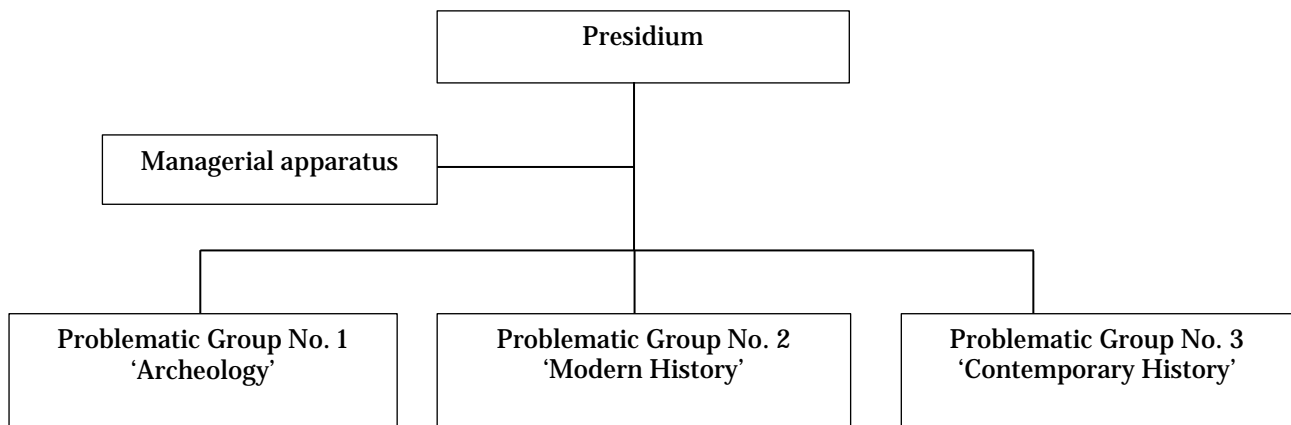 Presidium
Managerial apparatus
Problematic Group No. 1
‘Archeology’
Problematic Group No. 2
‘Modern History’
Problematic Group No. 3
‘Contemporary History’